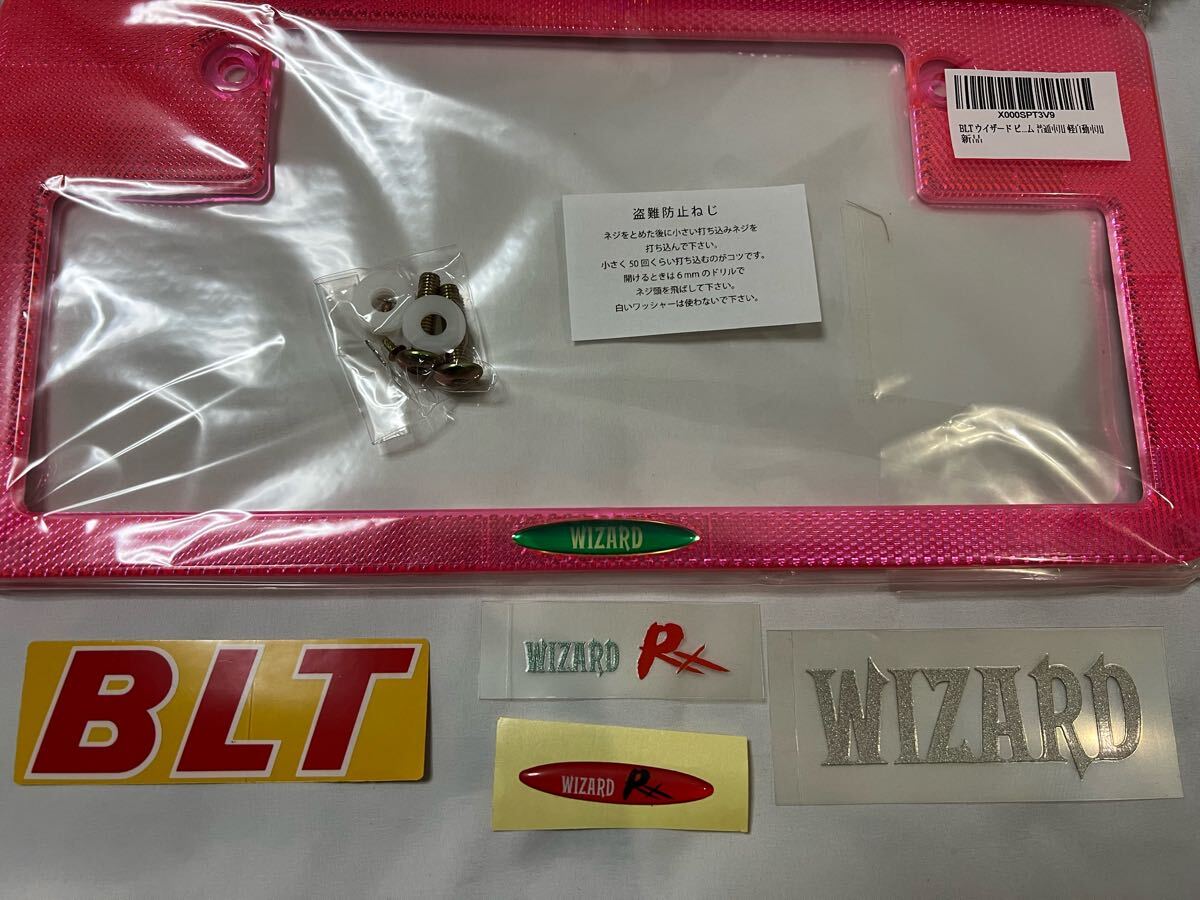 X000SPT3V9
BLT ウイザード ビ...ム 普通車用 軽自動車用
新品
盗難防止ねじ
ネジをとめた後に小さい打ち込みネジを
打ち込んで下さい。
小さく50回くらい打ち込むのがコツです。
開けるときは6mmのドリルで
ネジ頭を飛ばして下さい。
白いワッシャーは使わないで下さい。
WIZARD
BLT
WIZARD Rx
WIZARD
WIZARD Rx